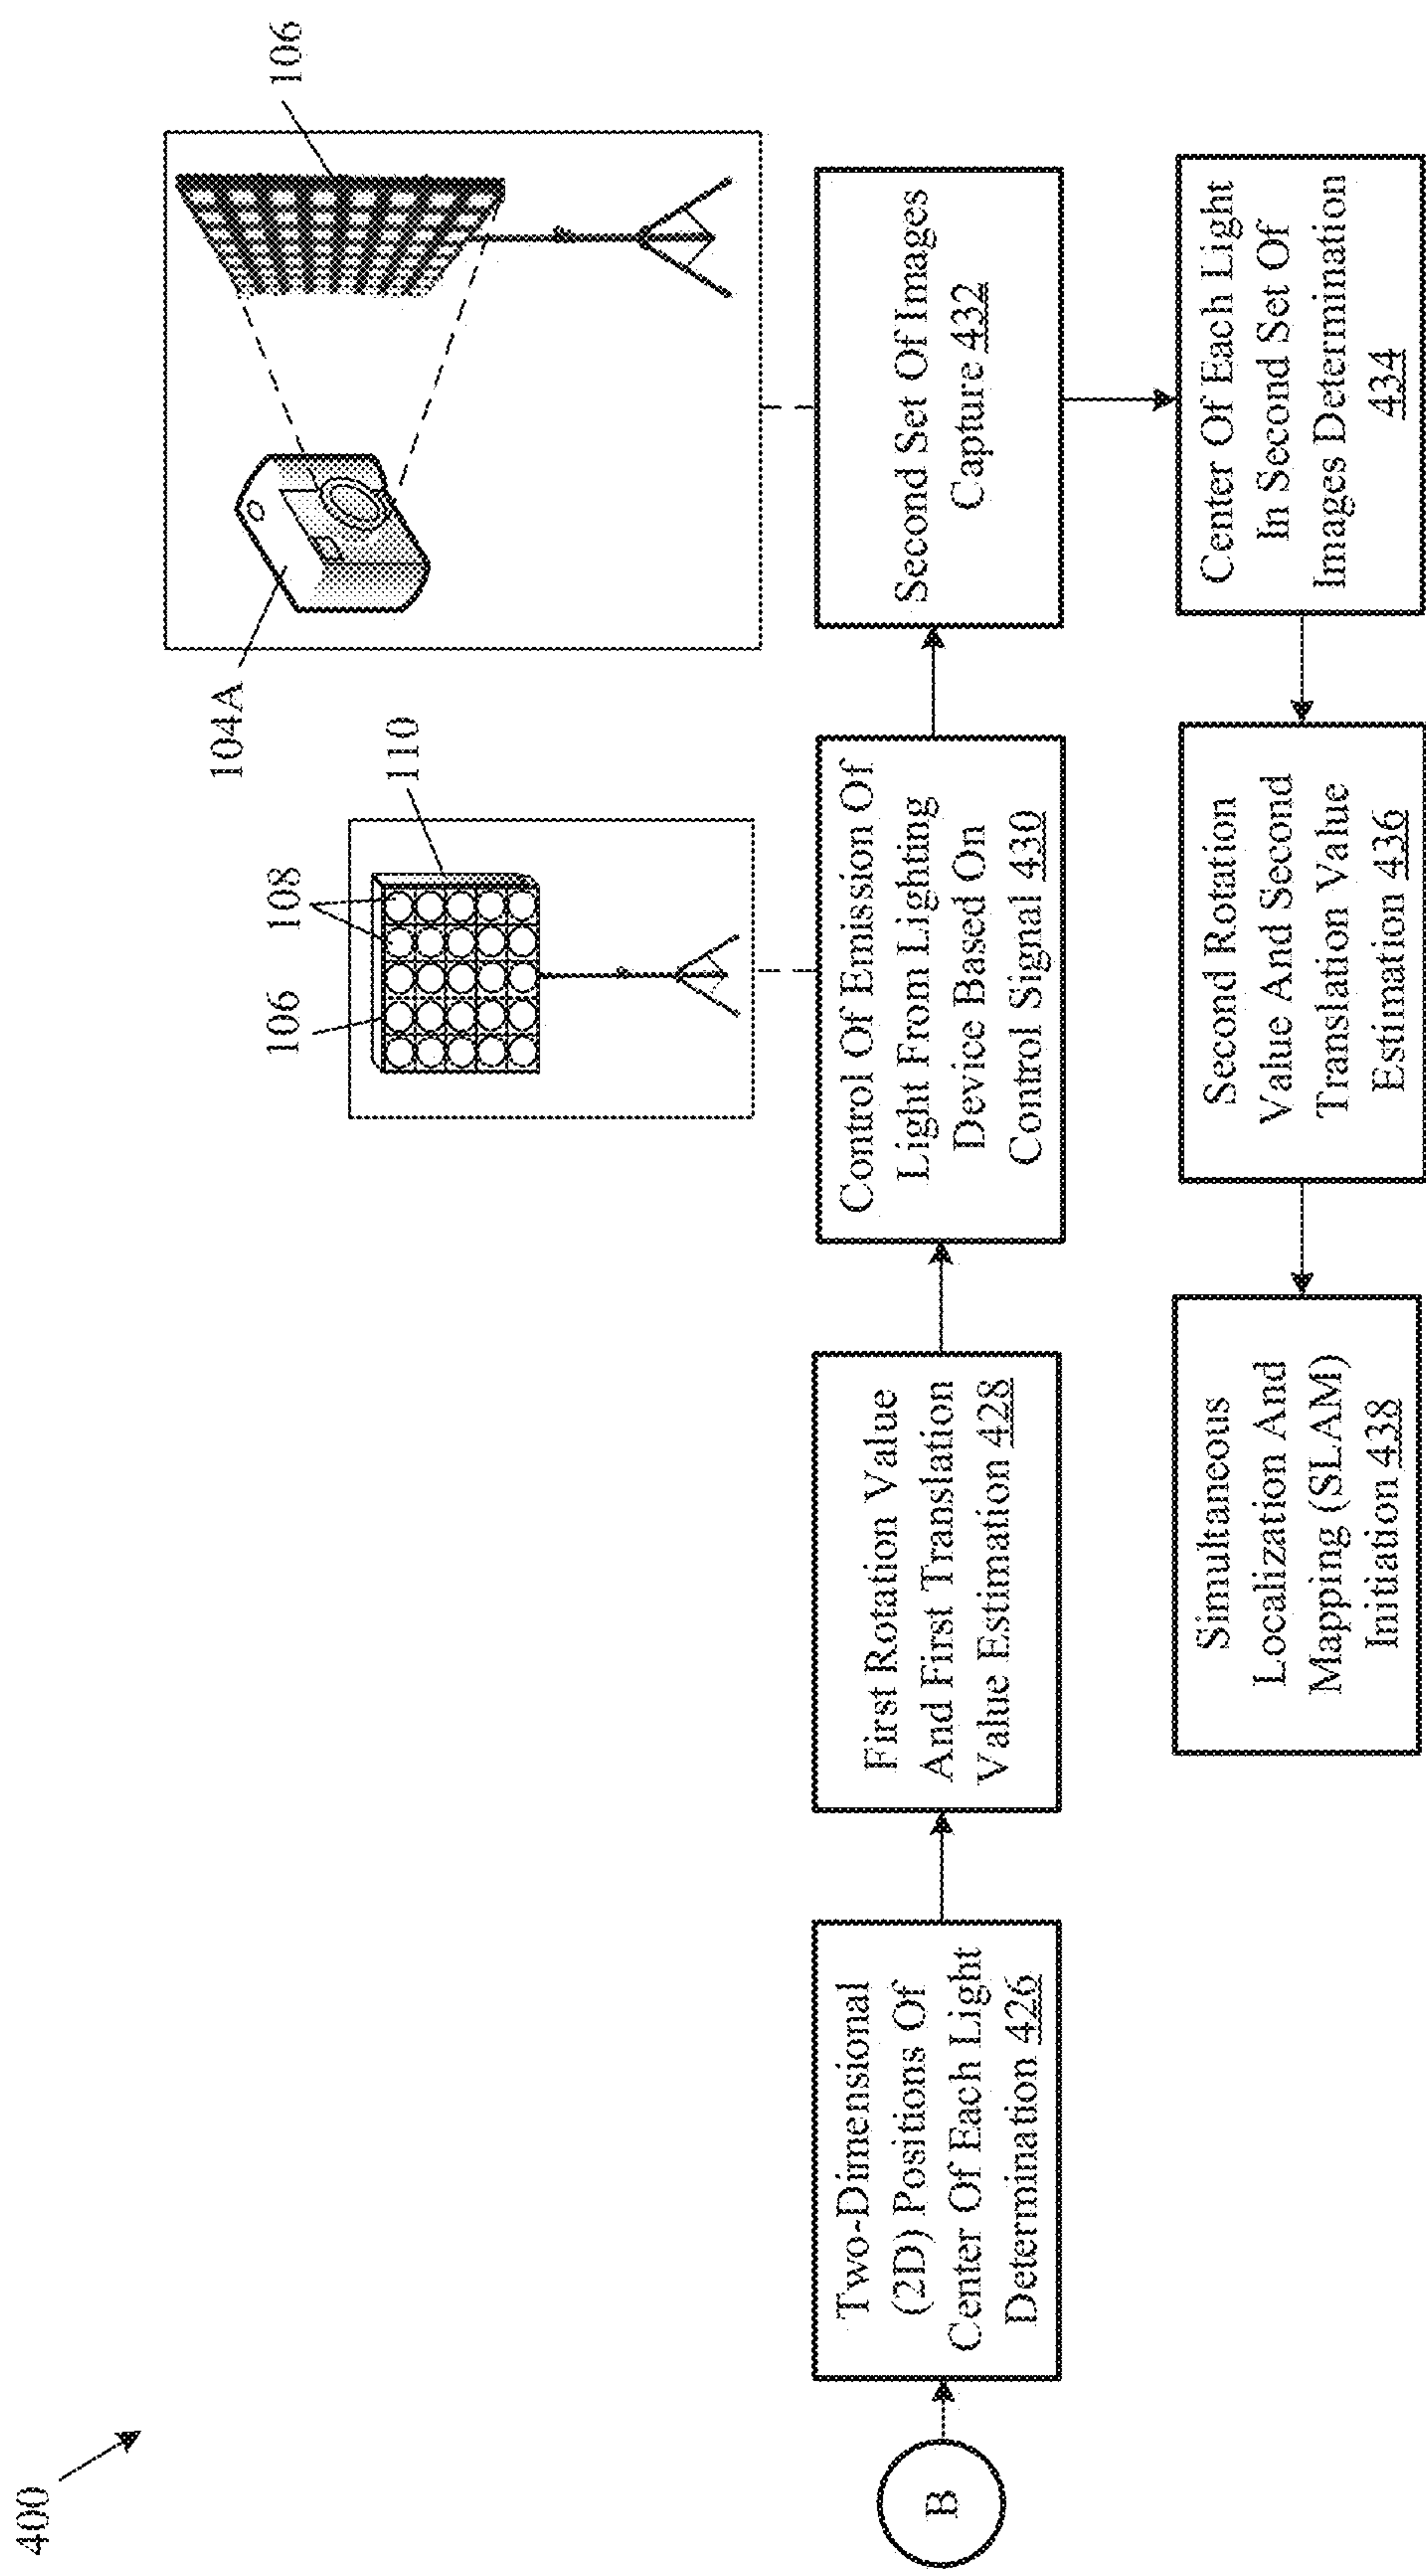 400
106
104A
110
108
106
B
Two-Dimensional
(2D) Positions Of
Center Of Each Light
Determination 426
First Rotation Value
And First Translation
Value Estimation 428
Control Of Emission Of
Light From Lighting
Device Based On
Control Signal 430
Second Set Of Images
Capture 432
Center Of Each Light
In Second Set Of
Images Determination
434
Second Rotation
Value And Second
Translation Value
Estimation 436
Simultaneous
Localization And
Mapping (SLAM)
Initiation 438